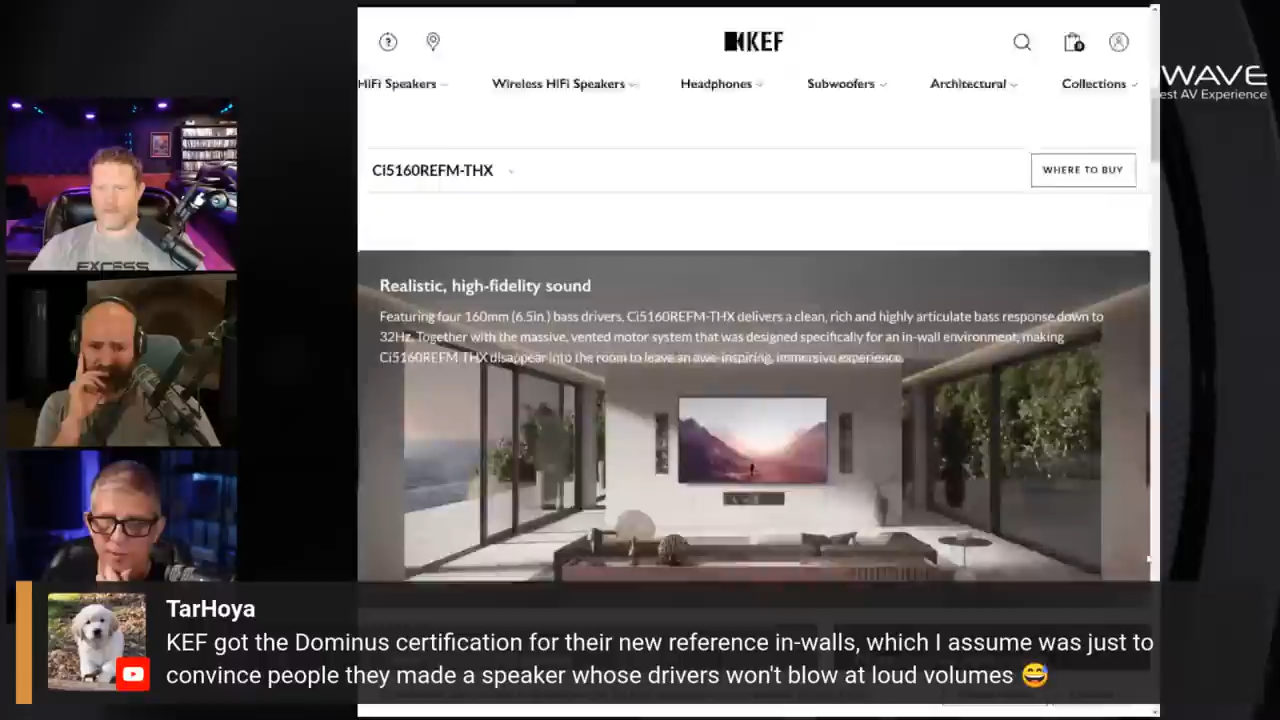 KEF
HiFi Speakers
Wireless HIFI Speakers
Headphones
Subwoofers
Architectural
Collections
WAVE
est AV Experience
Ci5160REFM-THX
WHERE TO BUY
Realistic, high-fidelity sound
Featuring four 160mm (6.5in.) bass drivers, Ci5160REFM-THX delivers a clean, rich and highly articulate bass response down to
32Hz. Together with the massive, vented motor system that was designed specifically for an in-wall environment, making
Ci5160REFM THX disappear into the room to leave an awe-inspiring, immersive experience.
EXCESS
TarHoya
KEF got the Dominus certification for their new reference in-walls, which I assume was just to
convince people they made a speaker whose drivers won't blow at loud volumes 😅